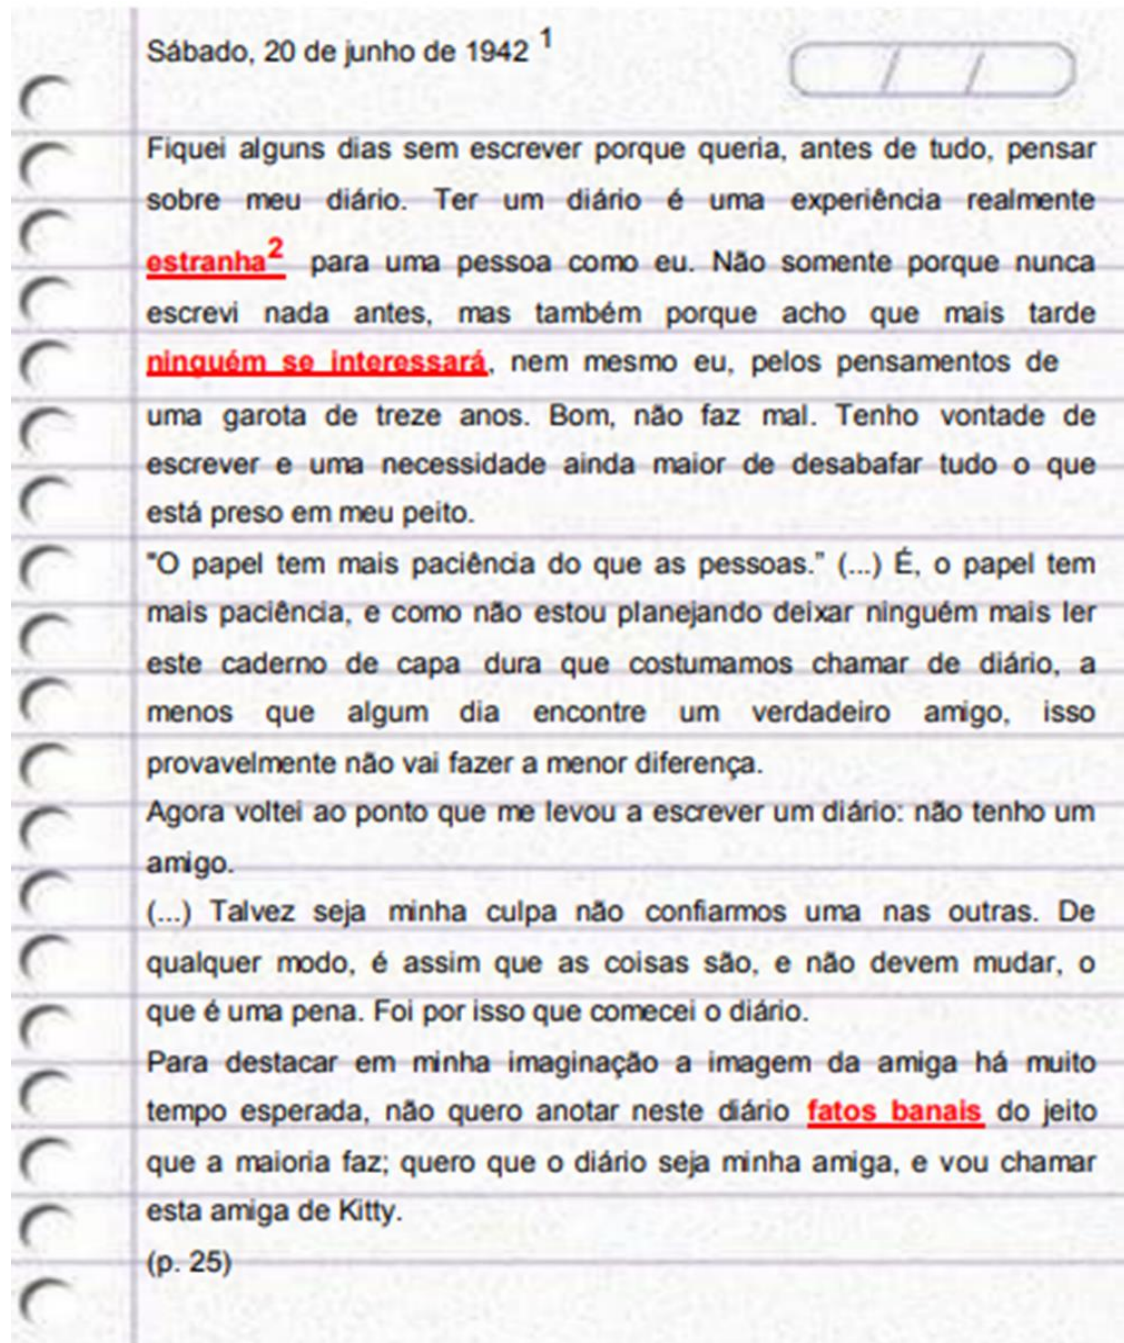 Sábado, 20 de junho de 1942 1
Fiquei alguns dias sem escrever porque queria, antes de tudo, pensar
sobre meu diário. Ter um diário é uma experiência realmente
estranha2 para uma pessoa como eu. Não somente porque nunca
escrevi nada antes, mas também porque acho que mais tarde
ninguém se interessará, nem mesmo eu, pelos pensamentos de
uma garota de treze anos. Bom, não faz mal. Tenho vontade de
escrever e uma necessidade ainda maior de desabafar tudo o que
está preso em meu peito.
"O papel tem mais paciência do que as pessoas." (...) É, o papel tem
mais paciência, e como não estou planejando deixar ninguém mais ler
este caderno de capa dura que costumamos chamar de diário, a
menos que algum dia encontre um verdadeiro amigo, isso
provavelmente não vai fazer a menor diferença.
Agora voltei ao ponto que me levou a escrever um diário: não tenho um
amigo.
(...) Talvez seja minha culpa não confiarmos uma nas outras. De
qualquer modo, é assim que as coisas são, e não devem mudar, o
que é uma pena. Foi por isso que comecei o diário.
Para destacar em minha imaginação a imagem da amiga há muito
tempo esperada, não quero anotar neste diário fatos banais do jeito
que a maioria faz; quero que o diário seja minha amiga, e vou chamar
esta amiga de Kitty.
(p. 25)